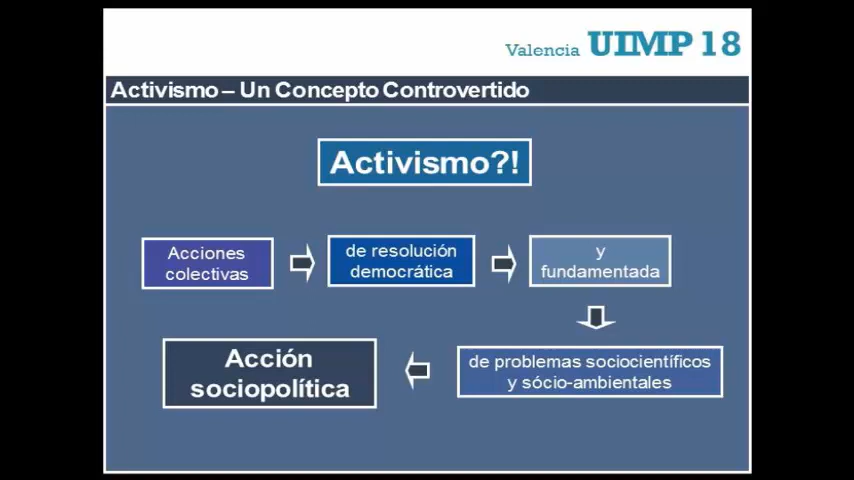 Valencia UIMP 18
Activismo – Un Concepto Controvertido
Activismo?!
Acciones
colectivas
de resolución
democrática
y
fundamentada
de problemas sociocientíficos
y sócio-ambientales
Acción
sociopolítica